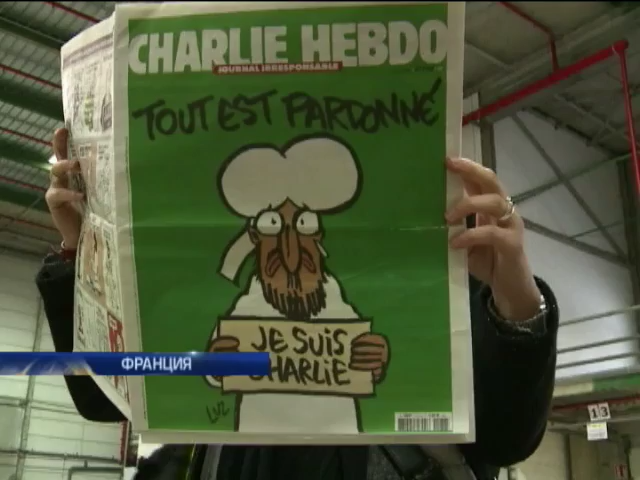 CHARLIE HEBDO
JOURNAL IRRESPONSABLE
TOUT EST PARDONNÉ
JE SUIS
CHARLIE
LUZ
ФРАНЦИЯ
13